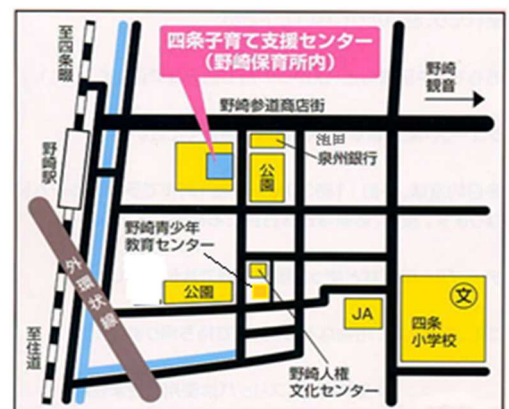 至四条畷
四条子育て支援センター
(野崎保育所内)
野崎
観音
野崎参道商店街
池田
泉州銀行
野崎駅
公園
野崎青少年
教育センター
外環状線
公園
JA
文
四条
小学校
至住道
野崎人権
文化センター